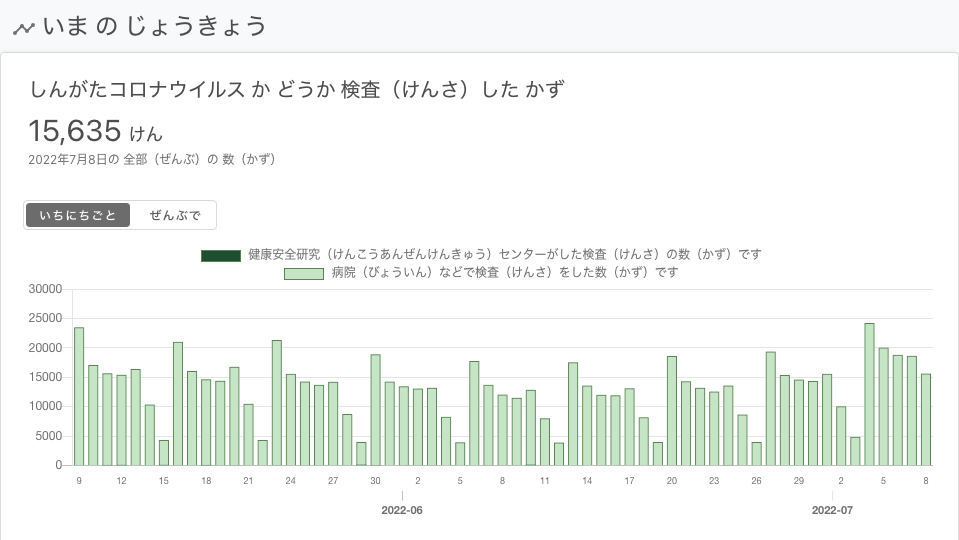 いま の じょうきょう
しんがたコロナウイルス か どうか 検査（けんさ）した かず
15,635 けん
2022年7月8日の 全部（ぜんぶ）の 数（かず）
いちにちごと ぜんぶで
健康安全研究（けんこうあんぜんけんきゅう）センターがした検査（けんさ）の数（かず）です
病院（びょういん）などで検査（けんさ）をした数（かず）です
30000
25000
20000
15000
10000
5000
0
9 12 15 18 21 24 27 30 2 5 8 11 14 17 20 23 26 29 2 5 8
2022-06 2022-07